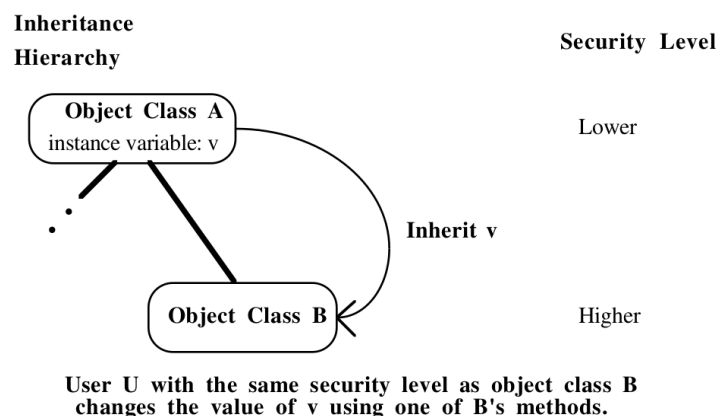 Inheritance
Hierarchy
Security Level
Object Class A
instance variable: v
Lower
Inherit v
Object Class B
Higher
User U with the same security level as object class B
changes the value of v using one of B's methods.